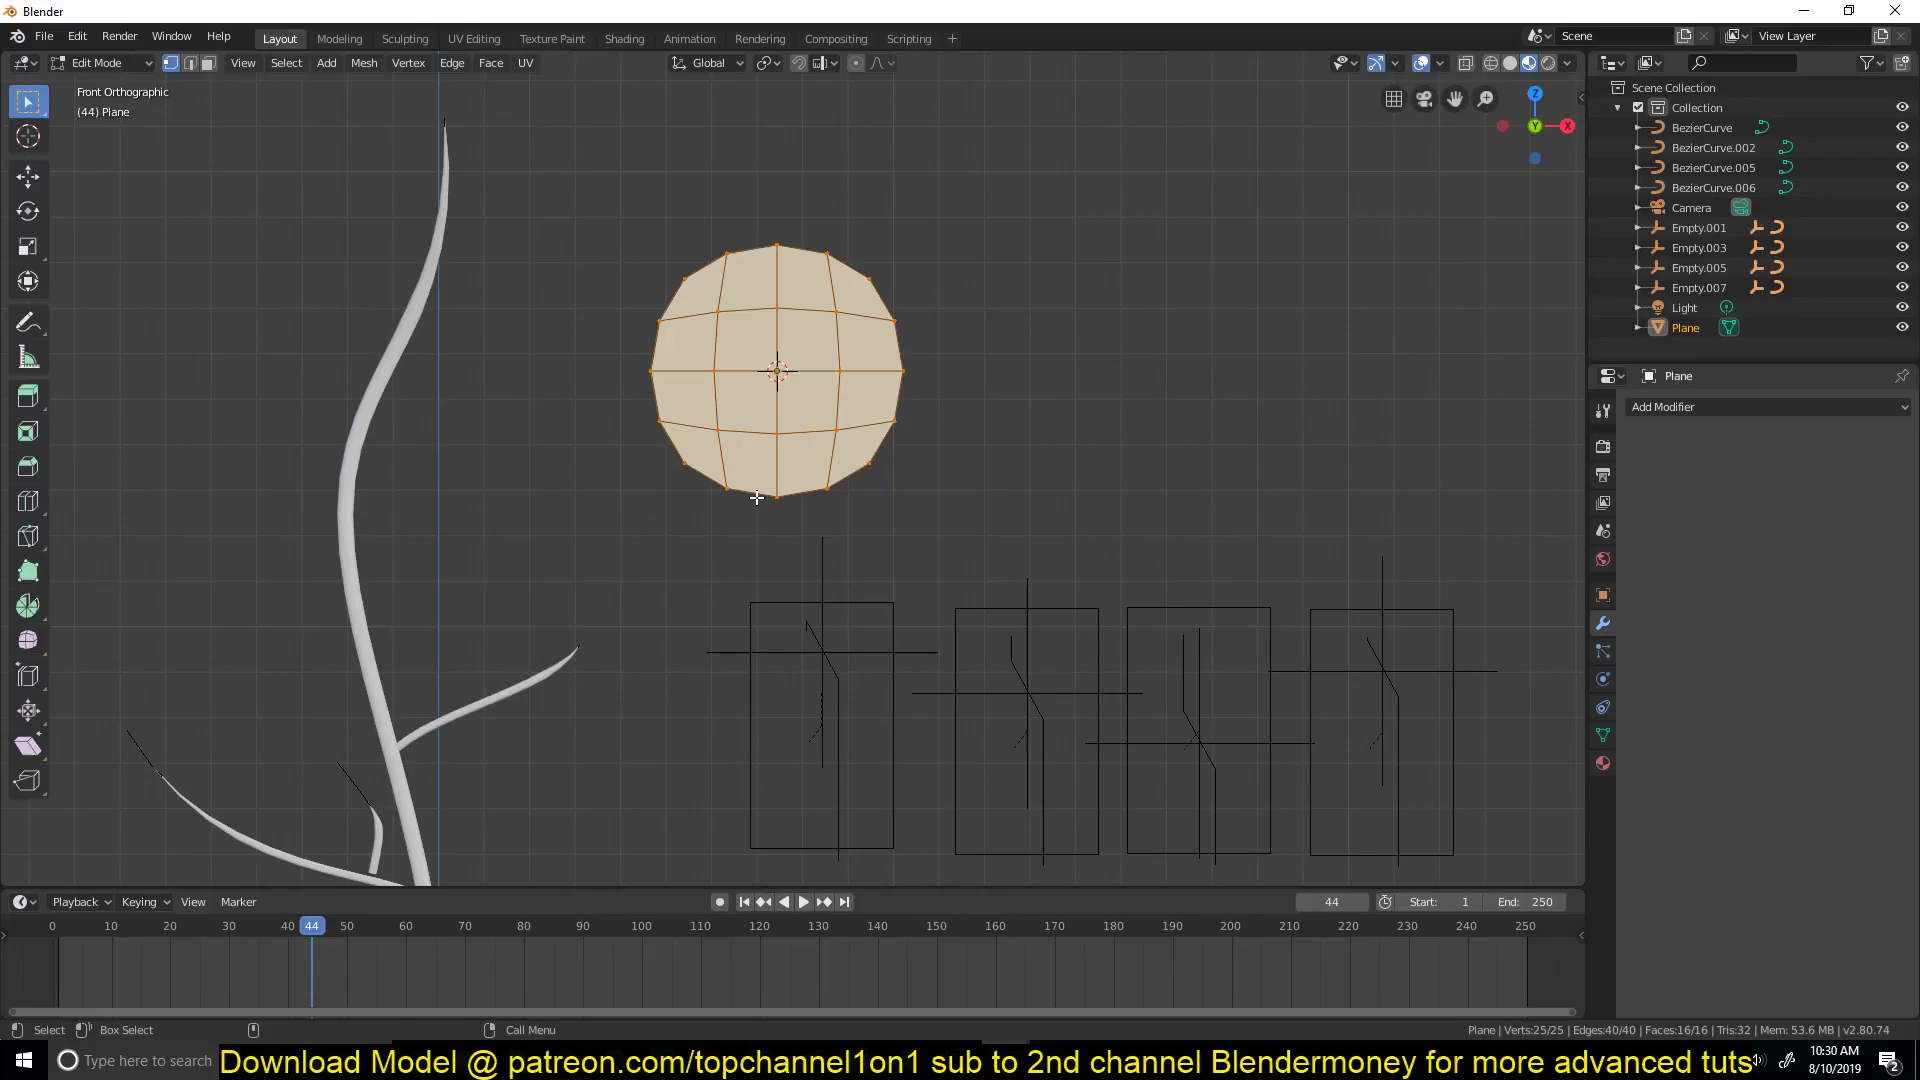 Blender
File Edit Render Window Help
Layout Modeling Sculpting UV Editing Texture Paint Shading Animation Rendering Compositing Scripting +
Scene
View Layer
Edit Mode
View Select Add Mesh Vertex Edge Face UV
Global
Front Orthographic
(44) Plane
Z
Y
X
Scene Collection
Collection
BezierCurve
BezierCurve.002
BezierCurve.005
BezierCurve.006
Camera
Empty.001
Empty.003
Empty.005
Empty.007
Light
Plane
Plane
Add Modifier
Playback Keying View Marker
44
Start: 1
End: 250
0 10 20 30 40 44 50 60 70 80 90 100 110 120 130 140 150 160 170 180 190 200 210 220 230 240 250
Select Box Select Call Menu
Plane | Verts:25/25 | Edges:40/40 | Faces:16/16 | Tris:32 | Mem: 53.6 MB | v2.80.74
Type here to search
Download Model @ patreon.com/topchannel1on1 sub to 2nd channel Blendermoney for more advanced tuts
10:30 AM
8/10/2019
2